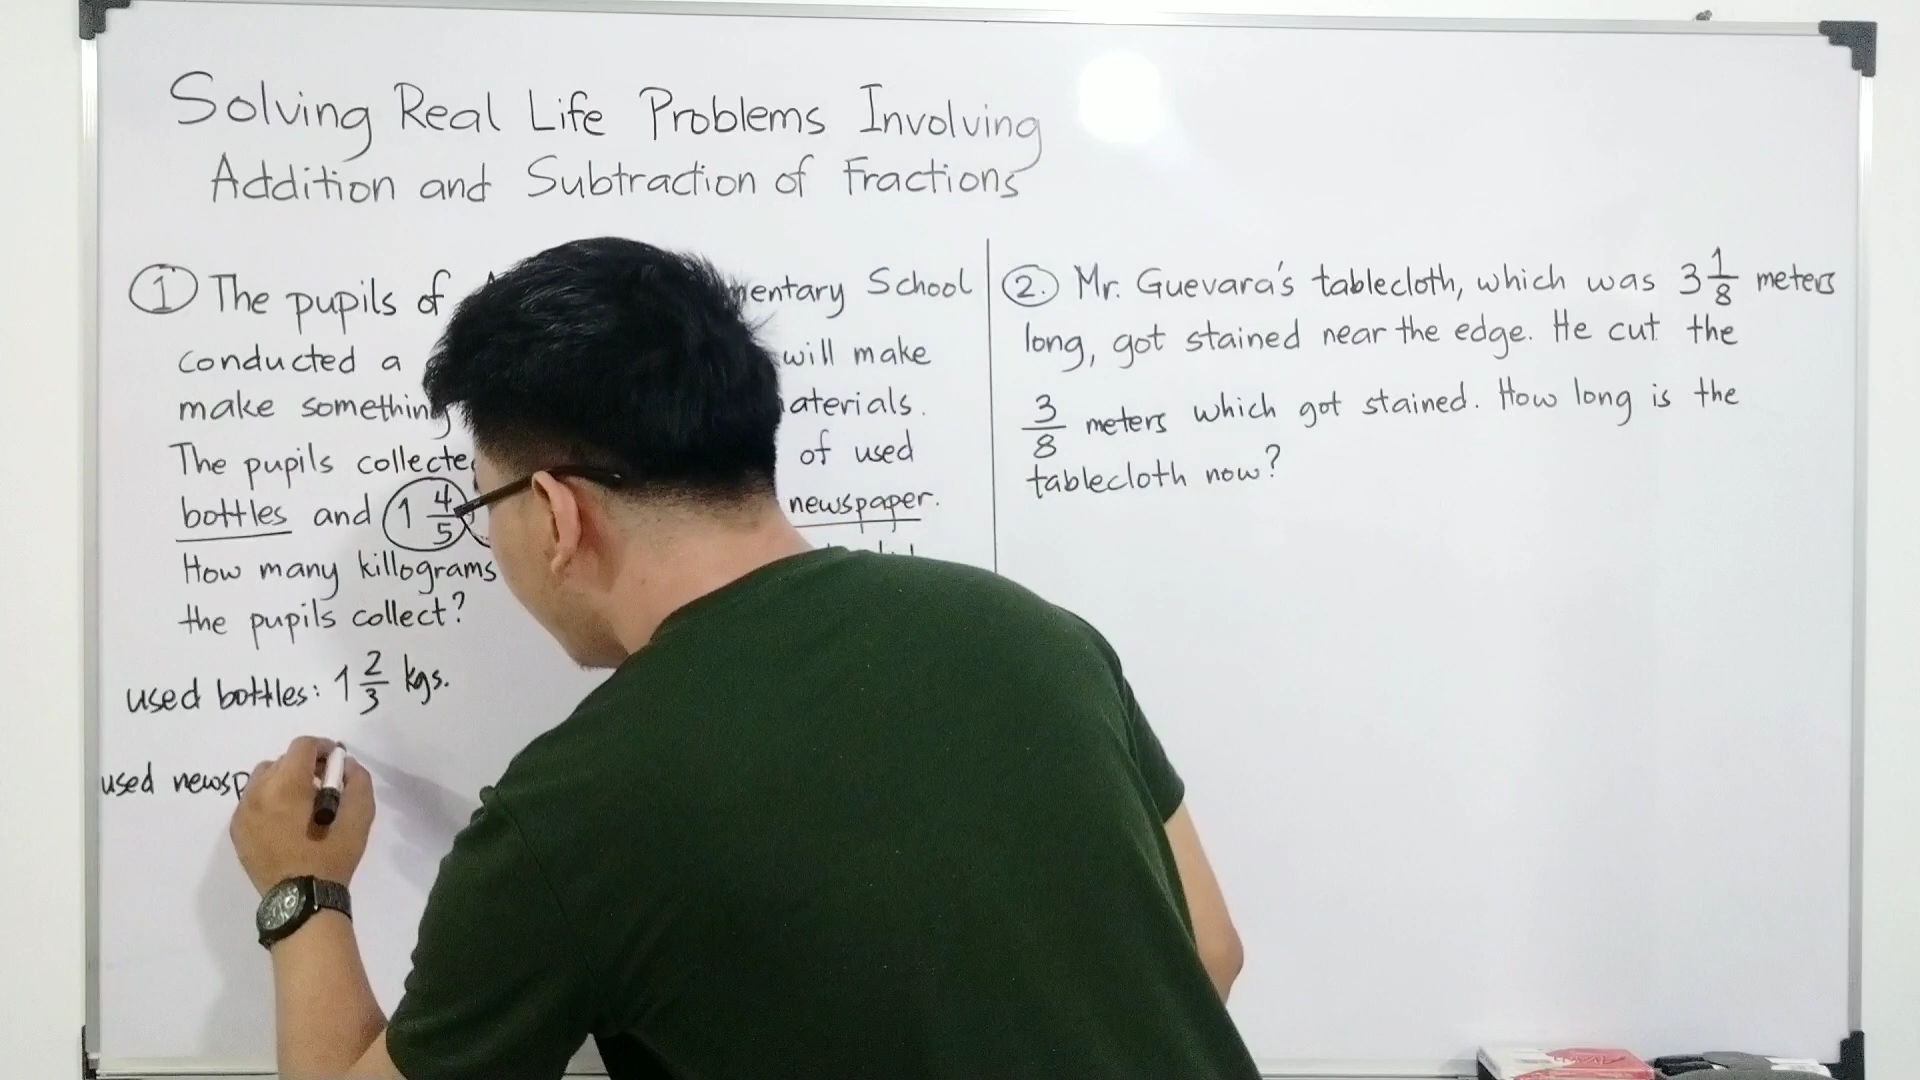 Solving Real Life Problems Involving
Addition and Subtraction of Fractions
1 The pupils of mentary School
conducted a will make
make something aterials.
The pupils collected of used
bottles and 1 4/5 newspaper.
How many killograms
the pupils collect?
used bottles: 1 2/3 kgs.
used newsp
2. Mr. Guevara's tablecloth, which was 3 1/8 meters
long, got stained near the edge. He cut the
3/8 meters which got stained. How long is the
tablecloth now?